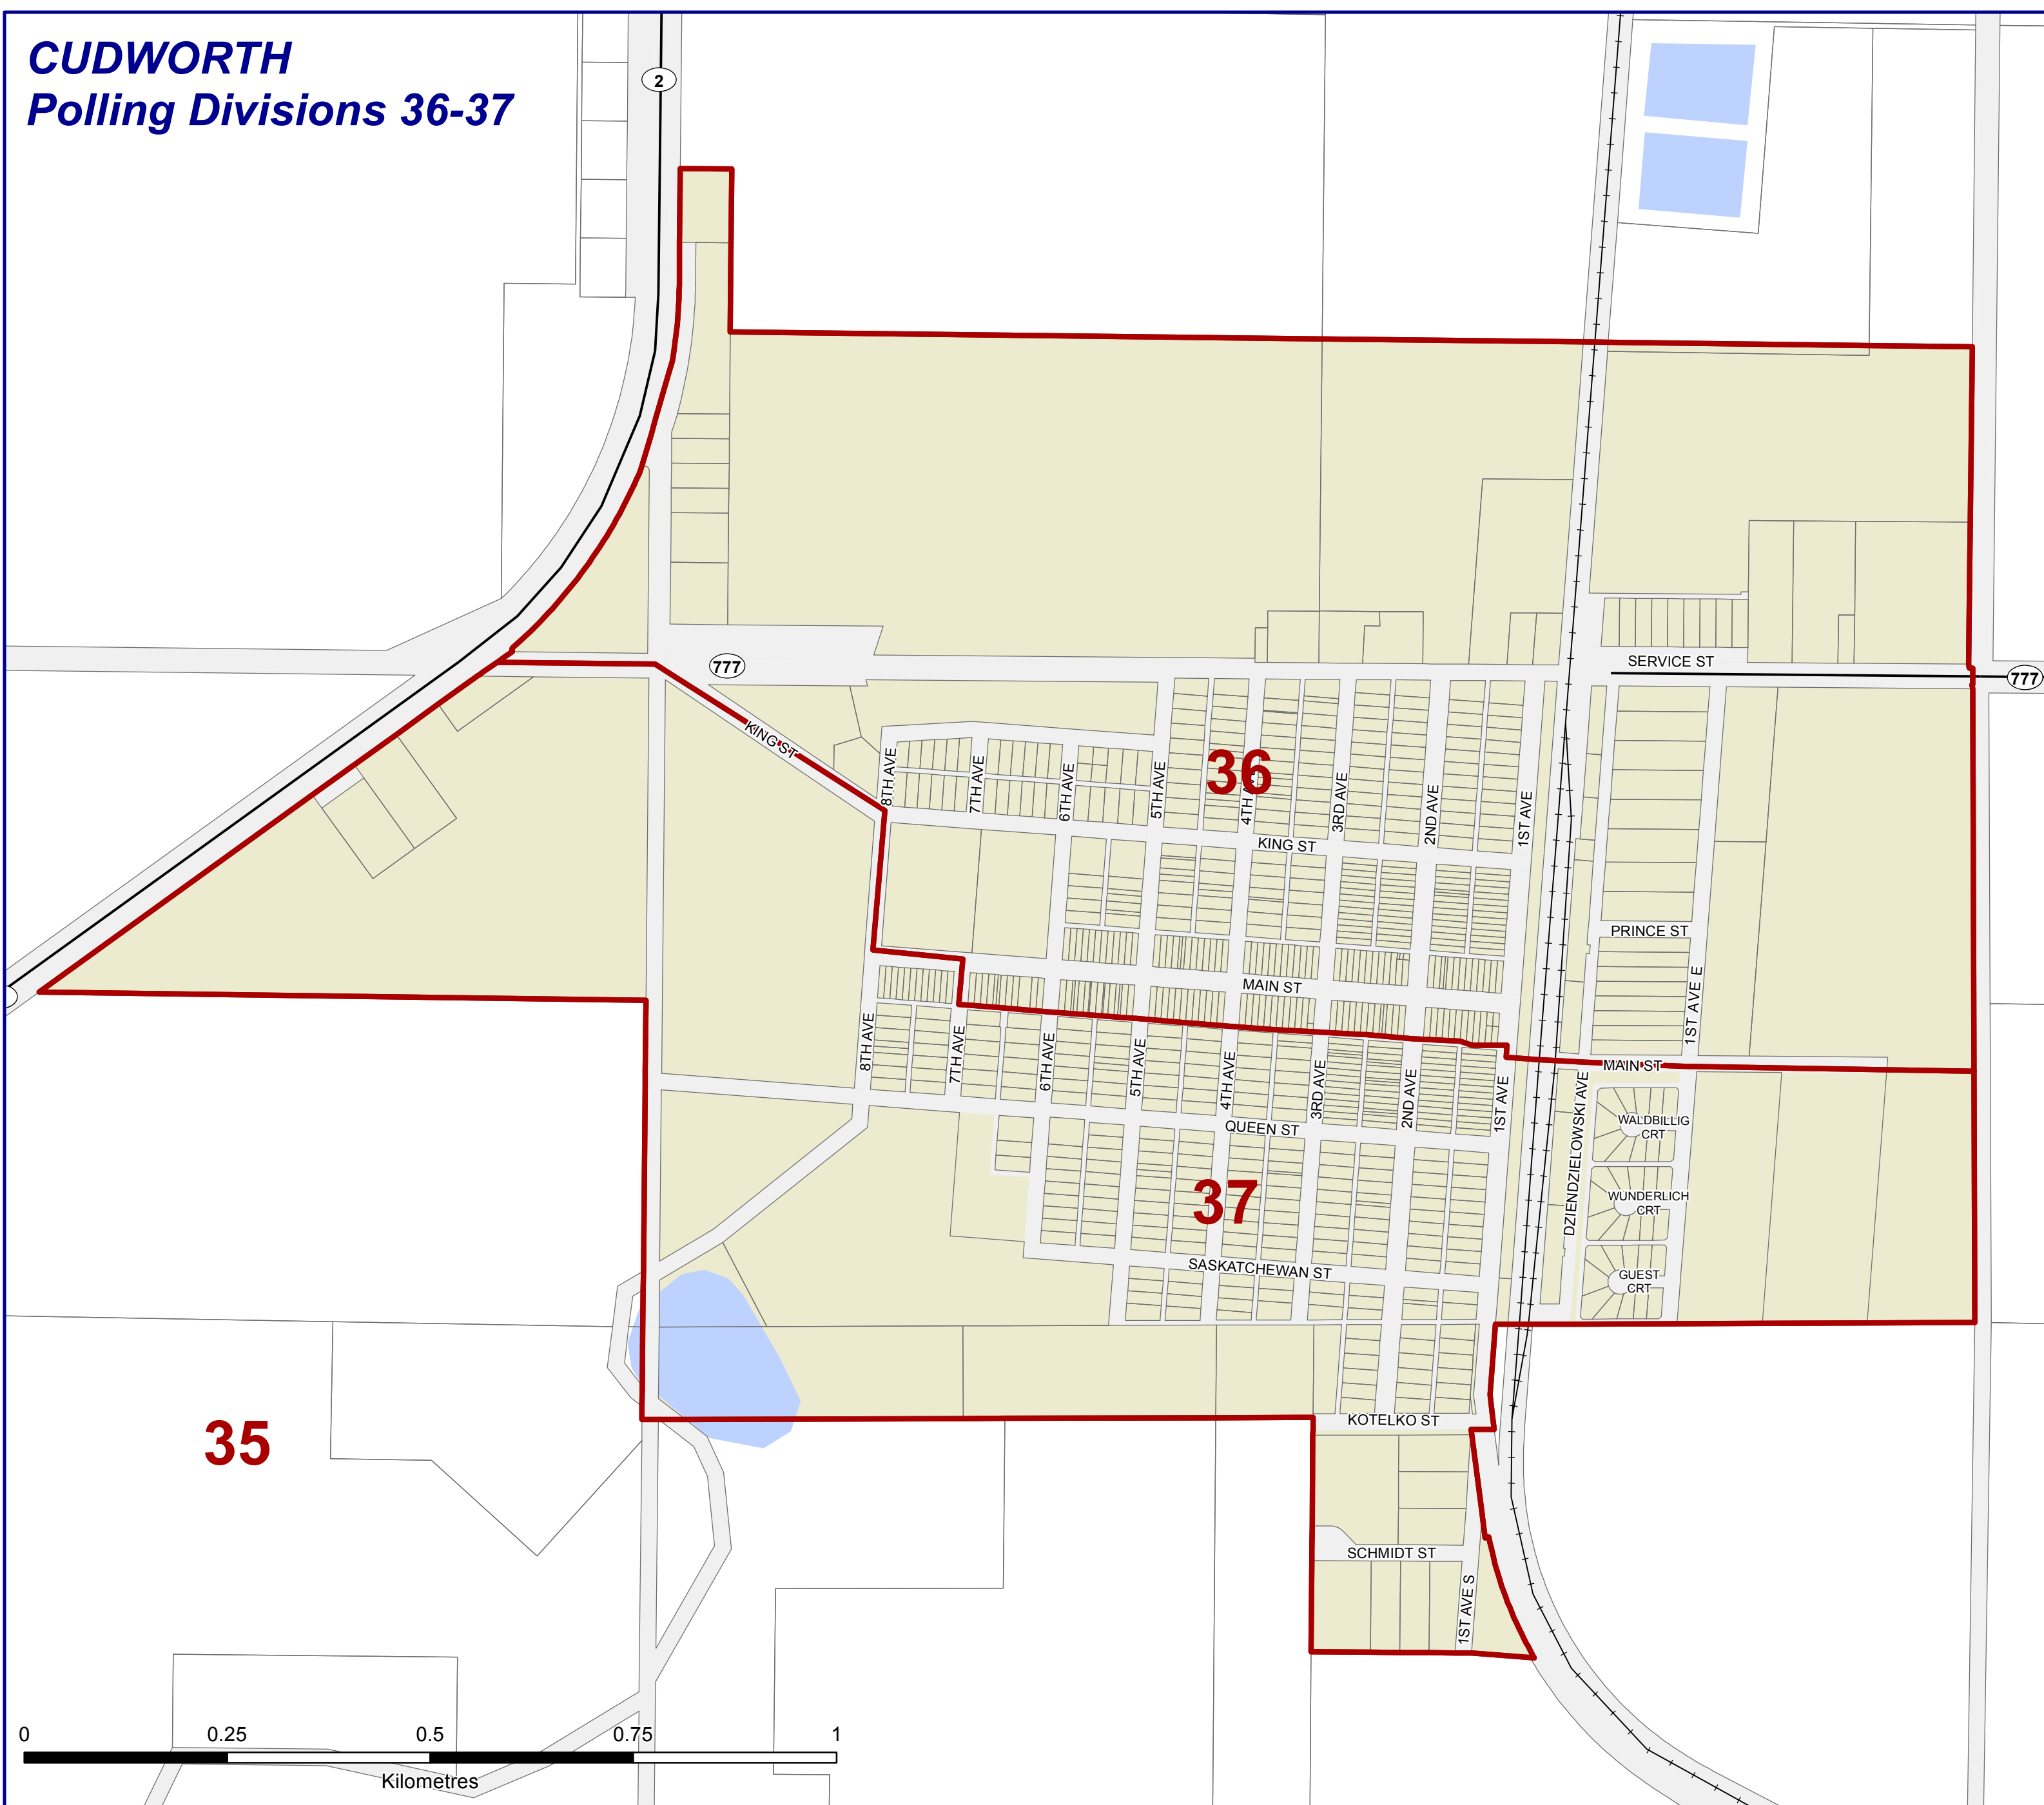 CUDWORTH
Polling Divisions 36-37
2
777
SERVICE ST
777
KING ST
8TH AVE
7TH AVE
6TH AVE
5TH AVE
36
4TH AVE
3RD AVE
2ND AVE
1ST AVE
KING ST
PRINCE ST
MAIN ST
1ST AVE E
8TH AVE
7TH AVE
6TH AVE
5TH AVE
4TH AVE
3RD AVE
2ND AVE
1ST AVE
MAIN ST
DZIENDZIELOWSKI AVE
WALDBILLIG
CRT
QUEEN ST
37
WUNDERLICH
CRT
SASKATCHEWAN ST
GUEST
CRT
35
KOTELKO ST
SCHMIDT ST
1ST AVE S
0 0.25 0.5 0.75 1
Kilometres